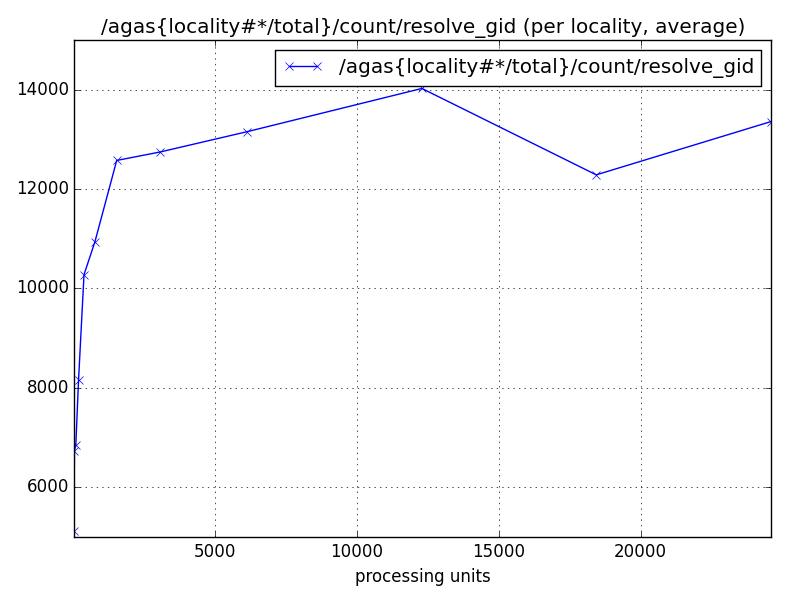 /agas{locality#*/total}/count/resolve_gid (per locality, average)
/agas{locality#*/total}/count/resolve_gid
14000
12000
10000
8000
6000
5000 10000 15000 20000
processing units